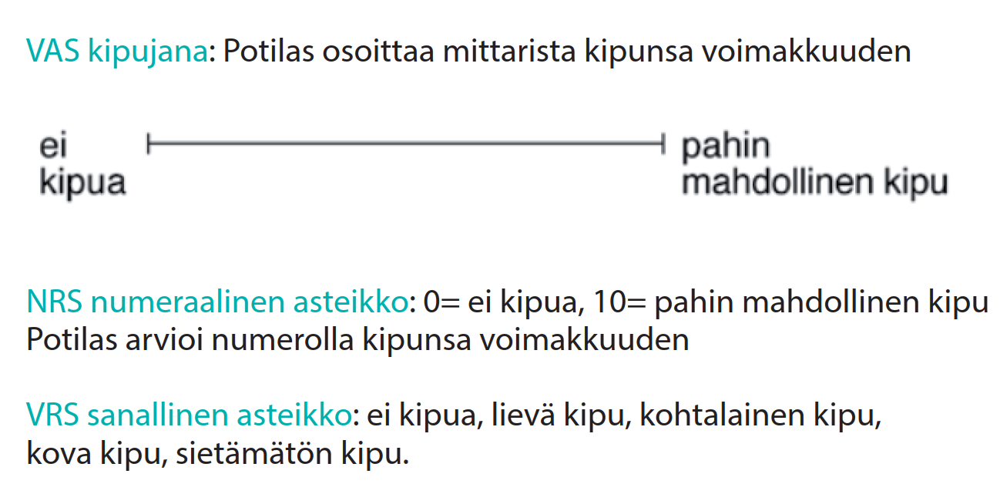 VAS kipujana: Potilas osoittaa mittarista kipunsa voimakkuuden
ei
kipua
pahin
mahdollinen kipu
NRS numeraalinen asteikko: 0= ei kipua, 10= pahin mahdollinen kipu
Potilas arvioi numerolla kipunsa voimakkuuden
VRS sanallinen asteikko: ei kipua, lievä kipu, kohtalainen kipu,
kova kipu, sietämätön kipu.